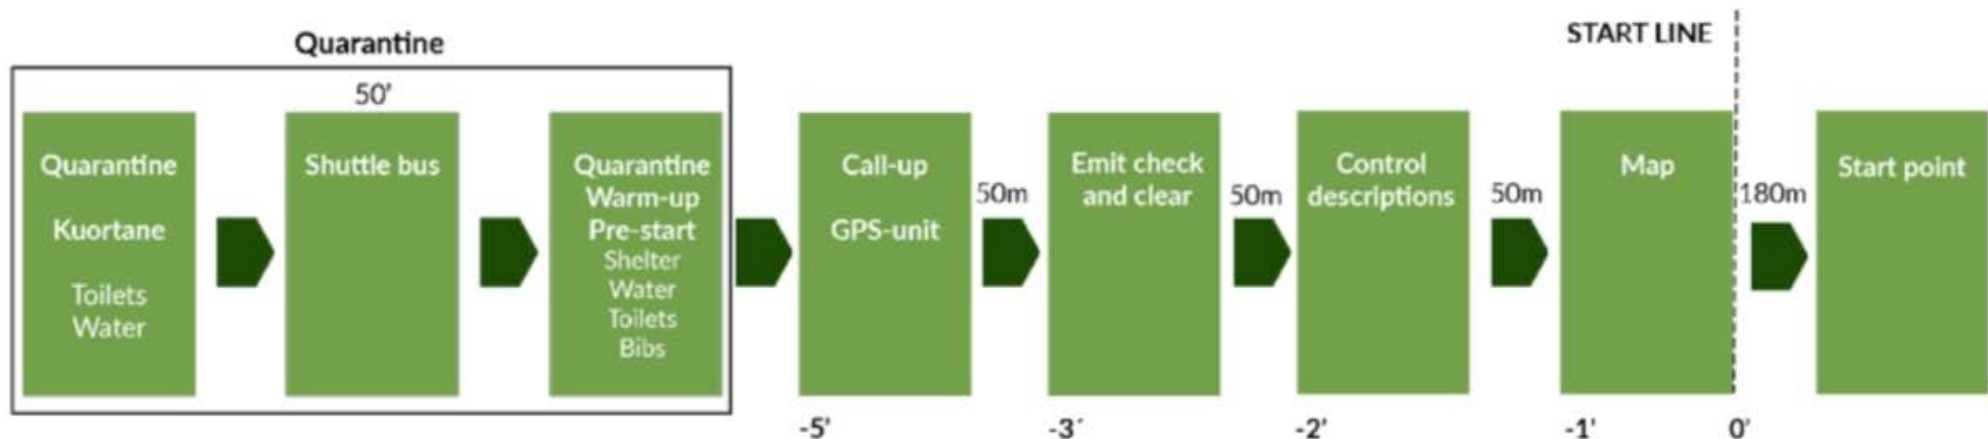 Quarantine
START LINE
50’
Quarantine
Kuortane
Toilets
Water
Shuttle bus
Quarantine
Warm-up
Pre-start
Shelter
Water
Toilets
Bibs
Call-up
GPS-unit
50m
Emit check
and clear
50m
Control
descriptions
50m
Map
180m
Start point
-5’
-3´
-2’
-1’
0’